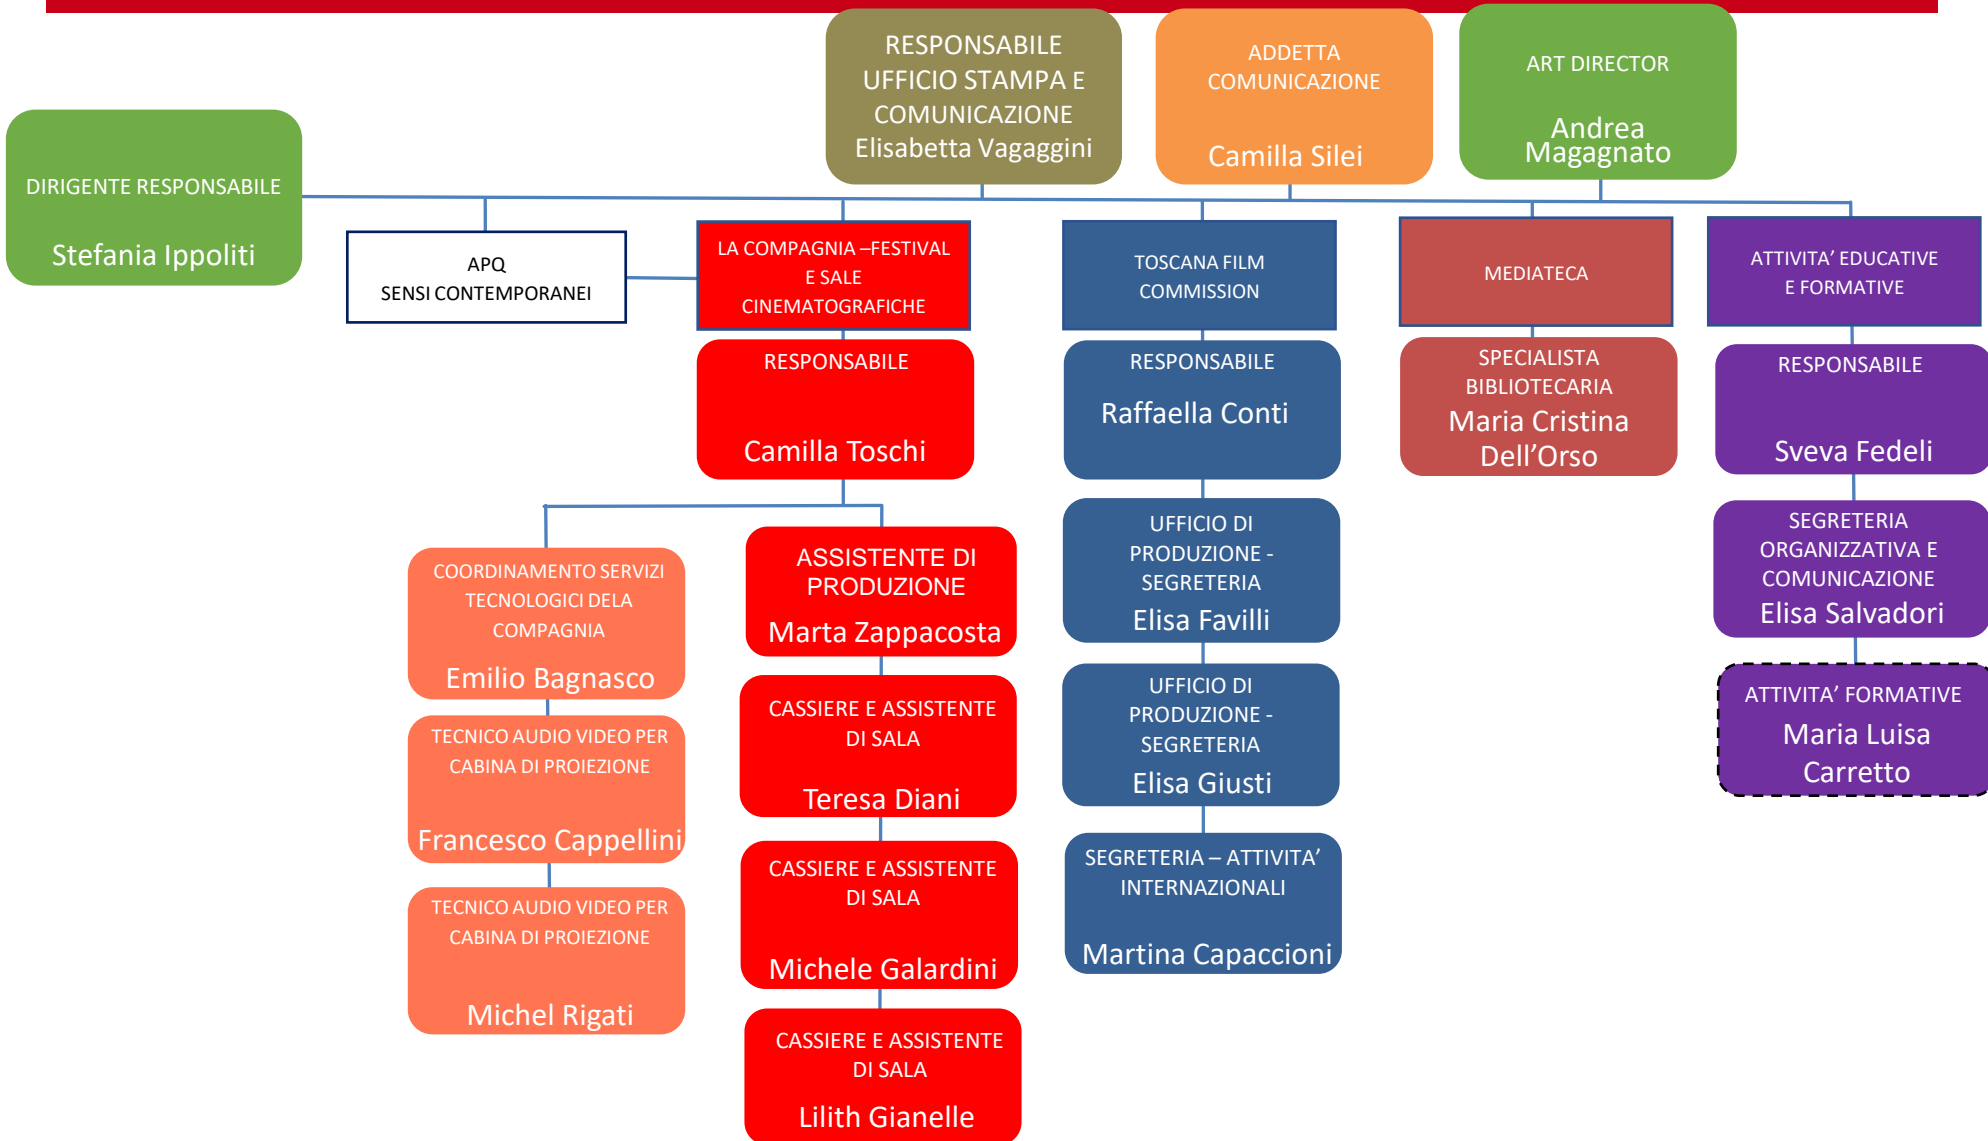 RESPONSABILE
UFFICIO STAMPA E
COMUNICAZIONE
Elisabetta Vagaggini
ADDETTA
COMUNICAZIONE
Camilla Silei
ART DIRECTOR
Andrea
Magagnato
DIRIGENTE RESPONSABILE
Stefania Ippoliti
APQ
SENSI CONTEMPORANEI
LA COMPAGNIA –FESTIVAL
E SALE
CINEMATOGRAFICHE
TOSCANA FILM
COMMISSION
MEDIATECA
ATTIVITA’ EDUCATIVE
E FORMATIVE
RESPONSABILE
Camilla Toschi
RESPONSABILE
Raffaella Conti
SPECIALISTA
BIBLIOTECARIA
Maria Cristina
Dell’Orso
RESPONSABILE
Sveva Fedeli
COORDINAMENTO SERVIZI
TECNOLOGICI DELA
COMPAGNIA
Emilio Bagnasco
ASSISTENTE DI
PRODUZIONE
Marta Zappacosta
UFFICIO DI
PRODUZIONE -
SEGRETERIA
Elisa Favilli
SEGRETERIA
ORGANIZZATIVA E
COMUNICAZIONE
Elisa Salvadori
TECNICO AUDIO VIDEO PER
CABINA DI PROIEZIONE
Francesco Cappellini
CASSIERE E ASSISTENTE
DI SALA
Teresa Diani
UFFICIO DI
PRODUZIONE -
SEGRETERIA
Elisa Giusti
ATTIVITA’ FORMATIVE
Maria Luisa
Carretto
TECNICO AUDIO VIDEO PER
CABINA DI PROIEZIONE
Michel Rigati
CASSIERE E ASSISTENTE
DI SALA
Michele Galardini
SEGRETERIA – ATTIVITA’
INTERNAZIONALI
Martina Capaccioni
CASSIERE E ASSISTENTE
DI SALA
Lilith Gianelle